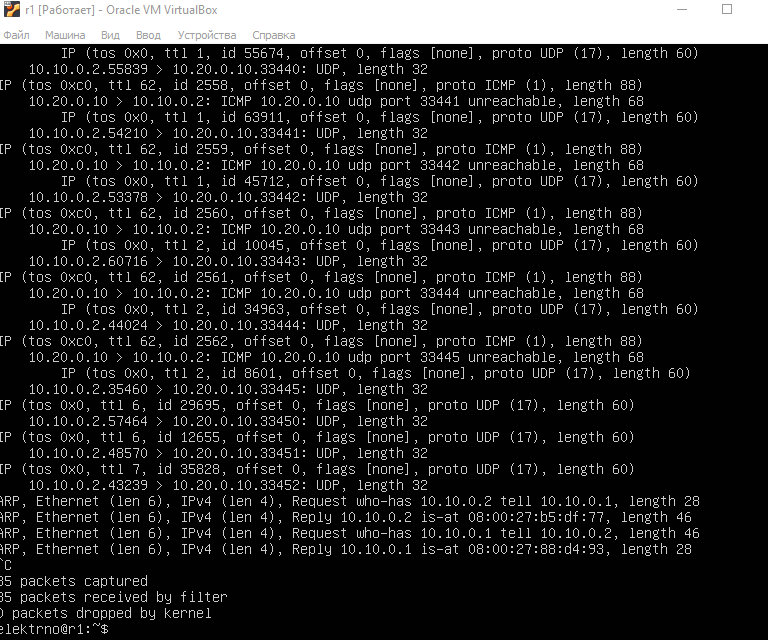 r1 [Работает] - Oracle VM VirtualBox
Файл Машина Вид Ввод Устройства Справка
IP (tos 0x0, ttl 1, id 55674, offset 0, flags [none], proto UDP (17), length 60)
10.10.0.2.55839 > 10.20.0.10.33440: UDP, length 32
IP (tos 0xc0, ttl 62, id 2558, offset 0, flags [none], proto ICMP (1), length 88)
10.20.0.10 > 10.10.0.2: ICMP 10.20.0.10 udp port 33441 unreachable, length 68
IP (tos 0x0, ttl 1, id 63911, offset 0, flags [none], proto UDP (17), length 60)
10.10.0.2.54210 > 10.20.0.10.33441: UDP, length 32
IP (tos 0xc0, ttl 62, id 2559, offset 0, flags [none], proto ICMP (1), length 88)
10.20.0.10 > 10.10.0.2: ICMP 10.20.0.10 udp port 33442 unreachable, length 68
IP (tos 0x0, ttl 1, id 45712, offset 0, flags [none], proto UDP (17), length 60)
10.10.0.2.53378 > 10.20.0.10.33442: UDP, length 32
IP (tos 0xc0, ttl 62, id 2560, offset 0, flags [none], proto ICMP (1), length 88)
10.20.0.10 > 10.10.0.2: ICMP 10.20.0.10 udp port 33443 unreachable, length 68
IP (tos 0x0, ttl 2, id 10045, offset 0, flags [none], proto UDP (17), length 60)
10.10.0.2.60716 > 10.20.0.10.33443: UDP, length 32
IP (tos 0xc0, ttl 62, id 2561, offset 0, flags [none], proto ICMP (1), length 88)
10.20.0.10 > 10.10.0.2: ICMP 10.20.0.10 udp port 33444 unreachable, length 68
IP (tos 0x0, ttl 2, id 34963, offset 0, flags [none], proto UDP (17), length 60)
10.10.0.2.44024 > 10.20.0.10.33444: UDP, length 32
IP (tos 0xc0, ttl 62, id 2562, offset 0, flags [none], proto ICMP (1), length 88)
10.20.0.10 > 10.10.0.2: ICMP 10.20.0.10 udp port 33445 unreachable, length 68
IP (tos 0x0, ttl 2, id 8601, offset 0, flags [none], proto UDP (17), length 60)
10.10.0.2.35460 > 10.20.0.10.33445: UDP, length 32
IP (tos 0x0, ttl 6, id 29695, offset 0, flags [none], proto UDP (17), length 60)
10.10.0.2.57464 > 10.20.0.10.33450: UDP, length 32
IP (tos 0x0, ttl 6, id 12655, offset 0, flags [none], proto UDP (17), length 60)
10.10.0.2.48570 > 10.20.0.10.33451: UDP, length 32
IP (tos 0x0, ttl 7, id 35828, offset 0, flags [none], proto UDP (17), length 60)
10.10.0.2.43239 > 10.20.0.10.33452: UDP, length 32
ARP, Ethernet (len 6), IPv4 (len 4), Request who-has 10.10.0.2 tell 10.10.0.1, length 28
ARP, Ethernet (len 6), IPv4 (len 4), Reply 10.10.0.2 is-at 08:00:27:b5:df:77, length 46
ARP, Ethernet (len 6), IPv4 (len 4), Request who-has 10.10.0.1 tell 10.10.0.2, length 46
ARP, Ethernet (len 6), IPv4 (len 4), Reply 10.10.0.1 is-at 08:00:27:88:d4:93, length 28
^C
35 packets captured
35 packets received by filter
0 packets dropped by kernel
elektrno@r1:~$